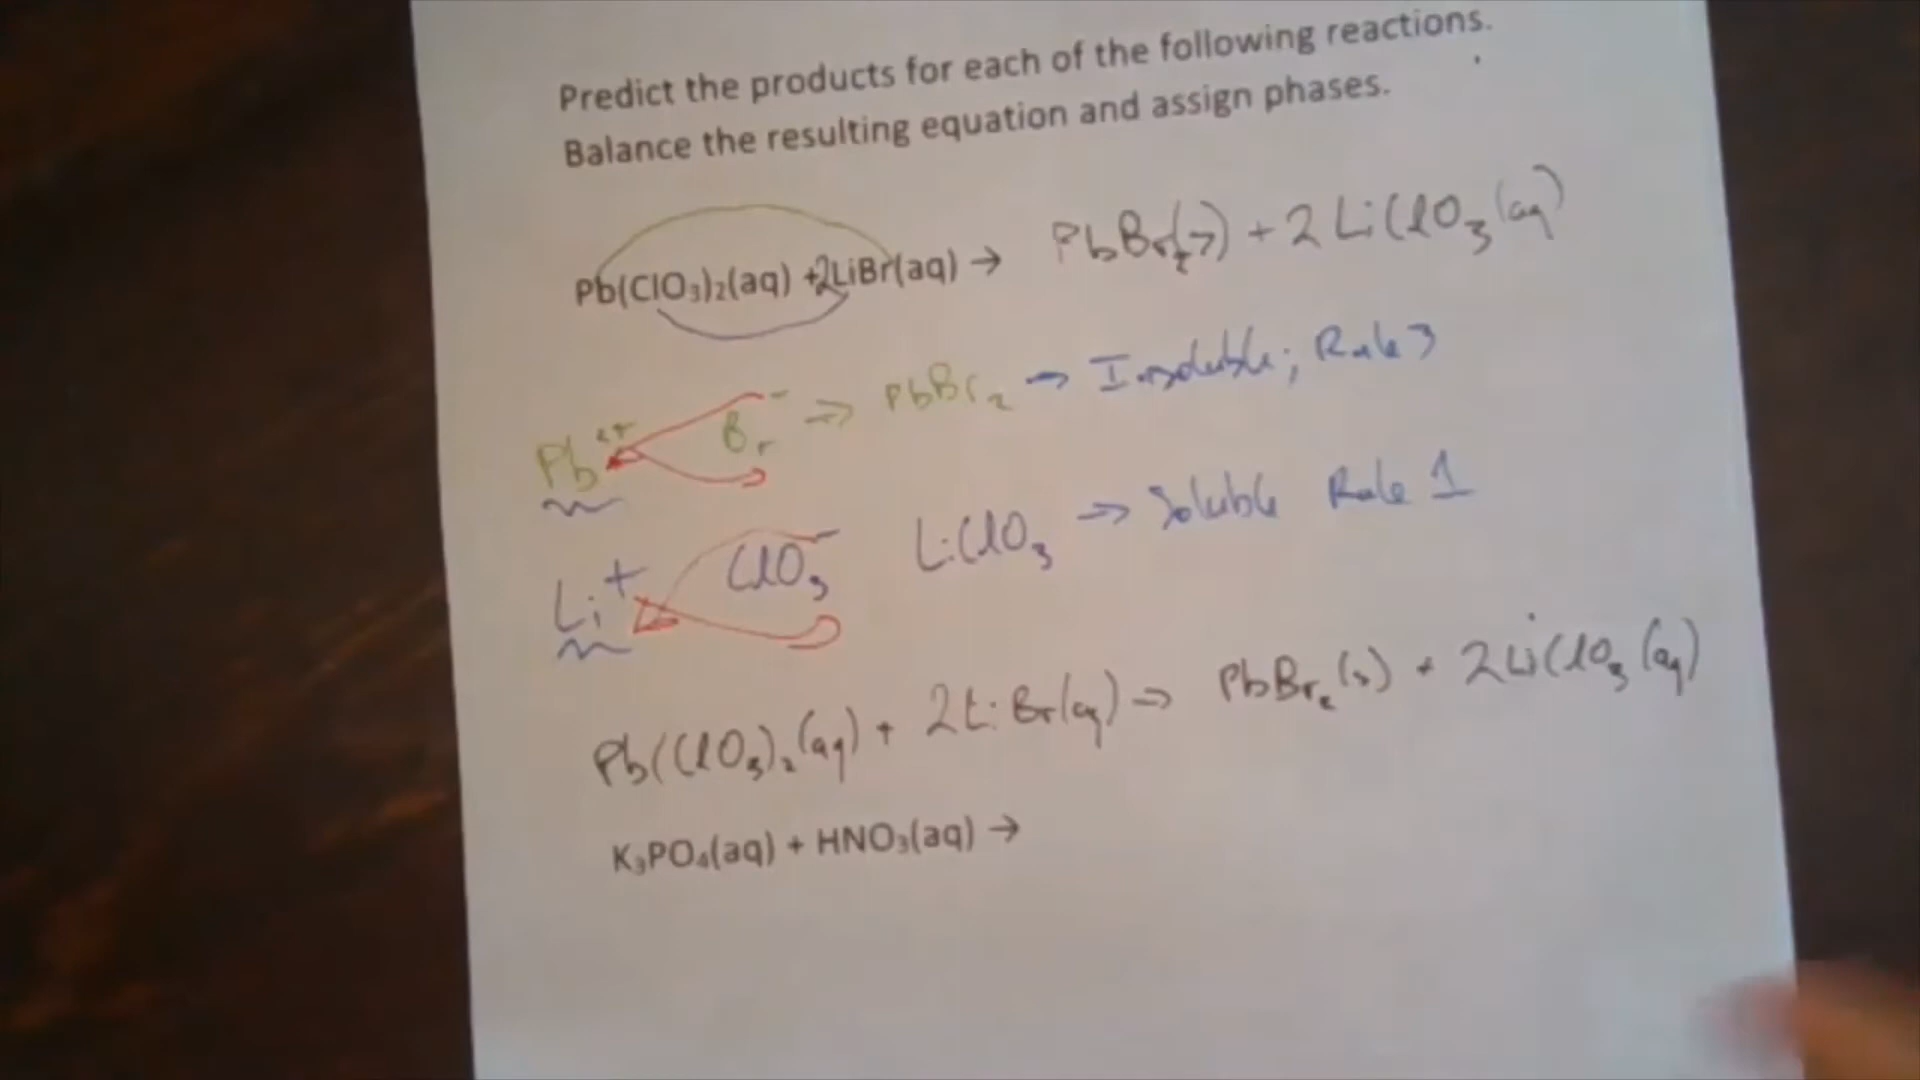 Predict the products for each of the following reactions.
Balance the resulting equation and assign phases.
Pb(ClO₃)₂(aq) + 2LiBr(aq) → PbBr₂(s) + 2LiClO₃(aq)
Pb²⁺ Br⁻ → PbBr₂ → Insoluble; Rule 3
Li⁺ ClO₃⁻ LiClO₃ → Soluble Rule 1
Pb(ClO₃)₂(aq) + 2LiBr(aq) → PbBr₂(s) + 2LiClO₃(aq)
K₃PO₄(aq) + HNO₃(aq) →